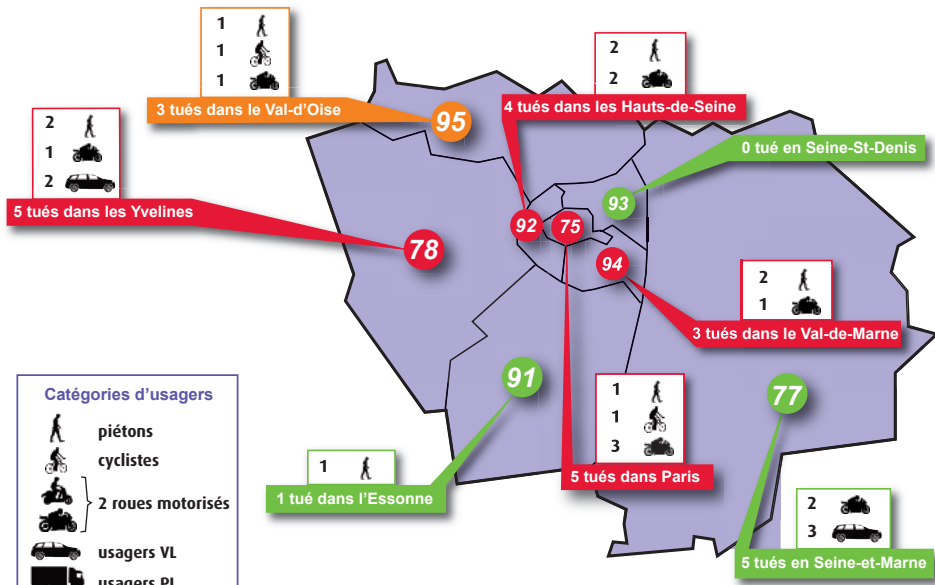 1
1
1
3 tués dans le Val-d'Oise
95
2
2
4 tués dans les Hauts-de-Seine
92
0 tué en Seine-St-Denis
93
2
1
2
5 tués dans les Yvelines
78
75
94
2
1
3 tués dans le Val-de-Marne
91
77
1
1
3
5 tués dans Paris
1
1 tué dans l'Essonne
2
3
5 tués en Seine-et-Marne
Catégories d'usagers
piétons
cyclistes
2 roues motorisés
usagers VL
usagers PL